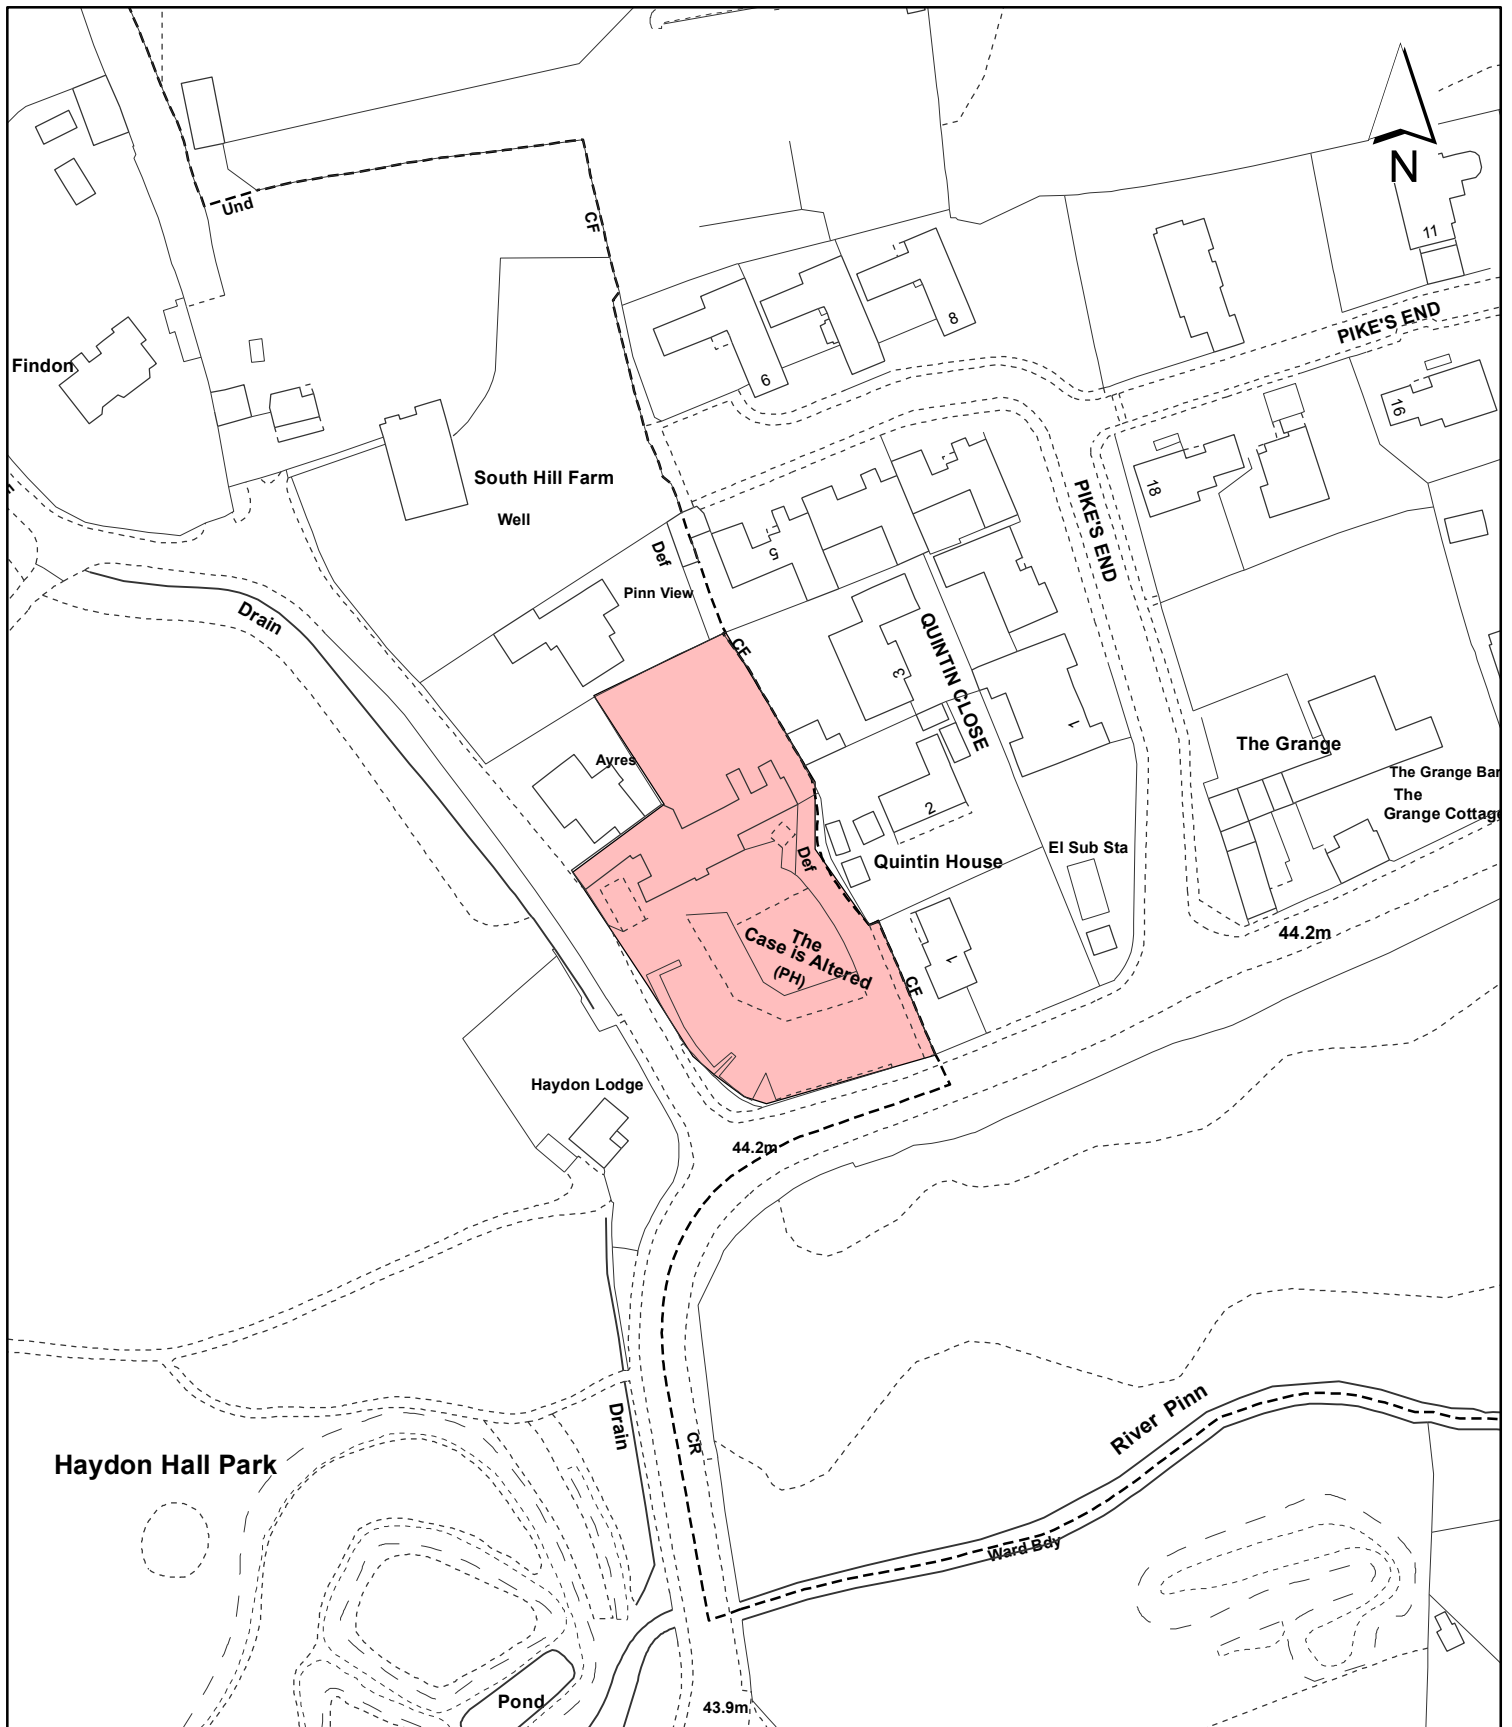 N
Und
CF
11
PIKE'S END
8
6
Findon
16
South Hill Farm
Well
18
PIKE'S END
Def
5
Pinn View
Drain
CF
QUINTIN CLOSE
3
1
The Grange
Ayres
The Grange Bar
The
Grange Cottage
2
El Sub Sta
Def
Quintin House
The
Case is Altered
(PH)
1
44.2m
CF
Haydon Lodge
44.2m
Drain
CR
River Pinn
Haydon Hall Park
Ward Bdy
Pond
43.9m